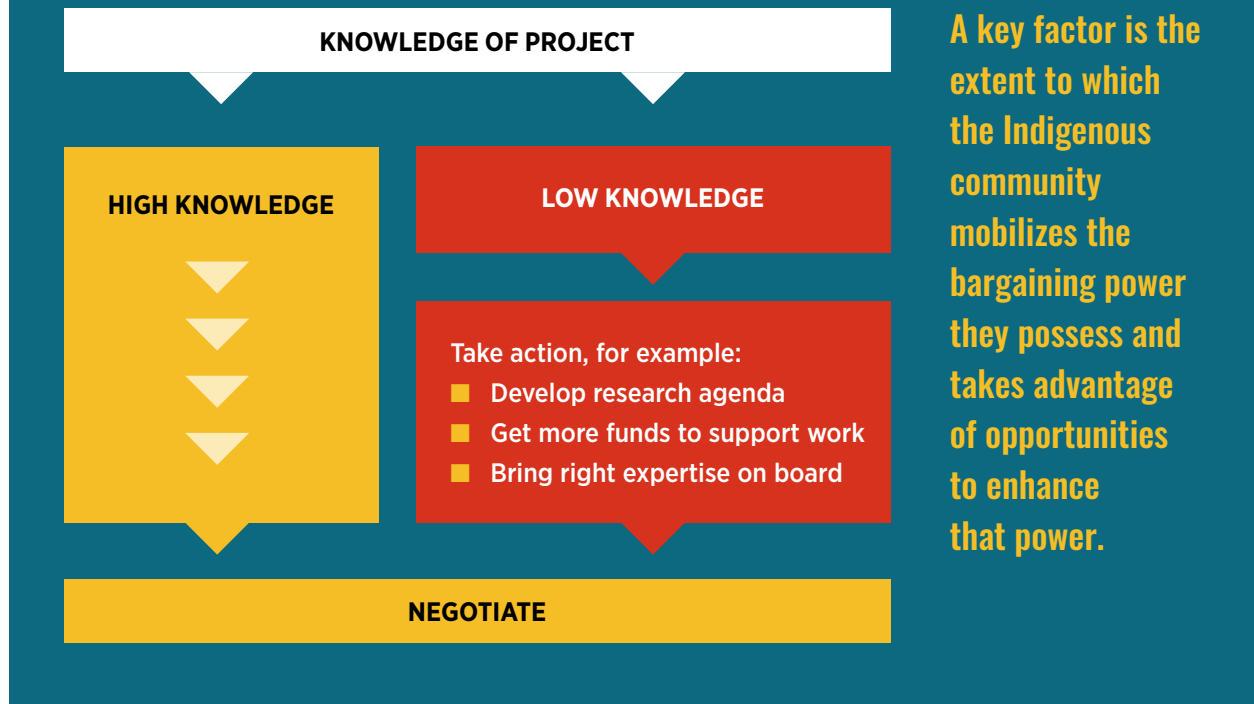 KNOWLEDGE OF PROJECT
HIGH KNOWLEDGE
LOW KNOWLEDGE
Take action, for example:
Develop research agenda
Get more funds to support work
Bring right expertise on board
NEGOTIATE
A key factor is the
extent to which
the Indigenous
community
mobilizes the
bargaining power
they possess and
takes advantage
of opportunities
to enhance
that power.